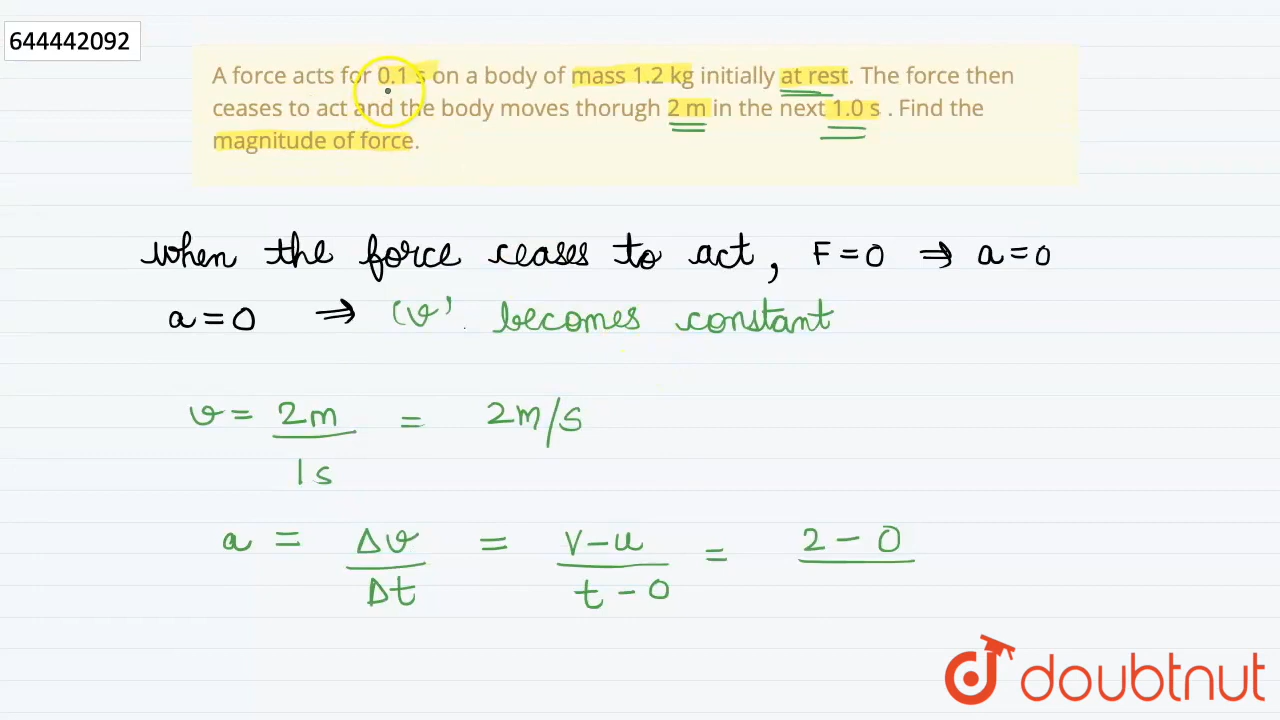 644442092
A force acts for 0.1 s on a body of mass 1.2 kg initially at rest. The force then
ceases to act and the body moves thorugh 2 m in the next 1.0 s . Find the
magnitude of force.
when the force ceases to act, F = 0 ⇒ a = 0
a = 0 ⇒ 'v' becomes constant
v = 2m / 1s = 2m/s
a = Δv / Δt = v - u / t - 0 = 2 - 0
doubtnut